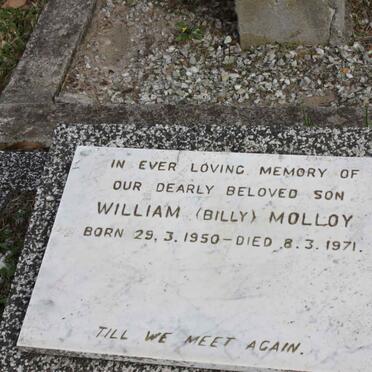 IN EVER LOVING MEMORY OF
OUR DEARLY BELOVED SON
WILLIAM (BILLY) MOLLOY
BORN 29.3.1950–DIED 8.3.1971.
TILL WE MEET AGAIN.